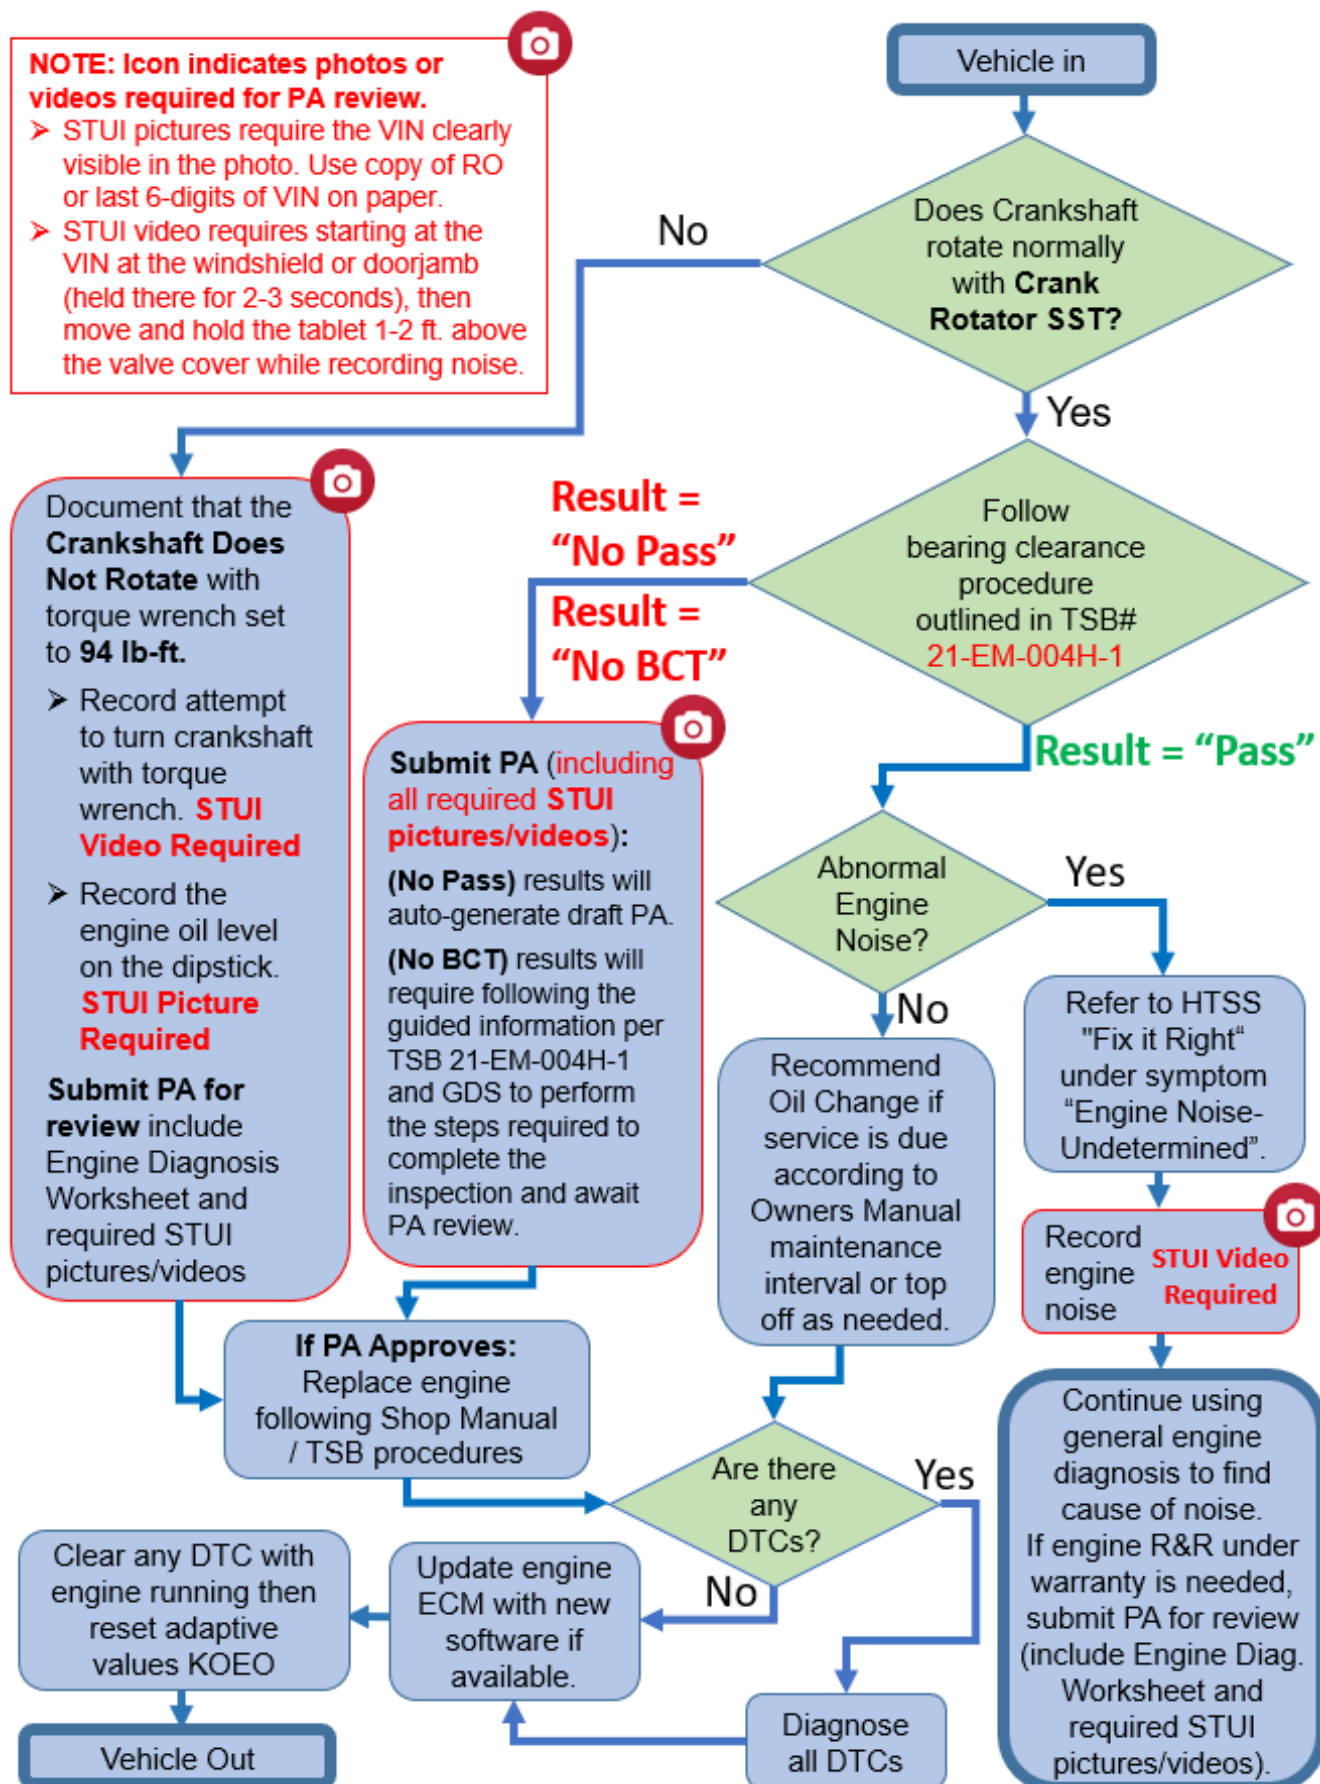 NOTE: Icon indicates photos or
videos required for PA review.
➢ STUI pictures require the VIN clearly
visible in the photo. Use copy of RO
or last 6-digits of VIN on paper.
➢ STUI video requires starting at the
VIN at the windshield or doorjamb
(held there for 2-3 seconds), then
move and hold the tablet 1-2 ft. above
the valve cover while recording noise.
Vehicle in
Does Crankshaft
rotate normally
with Crank
Rotator SST?
No
Yes
Document that the
Crankshaft Does
Not Rotate with
torque wrench set
to 94 lb-ft.
➢ Record attempt
to turn crankshaft
with torque
wrench. STUI
Video Required
➢ Record the
engine oil level
on the dipstick.
STUI Picture
Required
Submit PA for
review include
Engine Diagnosis
Worksheet and
required STUI
pictures/videos
Result =
“No Pass”
Result =
“No BCT”
Follow
bearing clearance
procedure
outlined in TSB#
21-EM-004H-1
Result = “Pass”
Submit PA (including
all required STUI
pictures/videos):
(No Pass) results will
auto-generate draft PA.
(No BCT) results will
require following the
guided information per
TSB 21-EM-004H-1
and GDS to perform
the steps required to
complete the
inspection and await
PA review.
Abnormal
Engine
Noise?
Yes
No
Refer to HTSS
"Fix it Right“
under symptom
“Engine Noise-
Undetermined”.
Recommend
Oil Change if
service is due
according to
Owners Manual
maintenance
interval or top
off as needed.
Record
engine
noise
STUI Video
Required
Continue using
general engine
diagnosis to find
cause of noise.
If engine R&R under
warranty is needed,
submit PA for review
(include Engine Diag.
Worksheet and
required STUI
pictures/videos).
If PA Approves:
Replace engine
following Shop Manual
/ TSB procedures
Are there
any
DTCs?
Yes
No
Diagnose
all DTCs
Update engine
ECM with new
software if
available.
Clear any DTC with
engine running then
reset adaptive
values KOEO
Vehicle Out